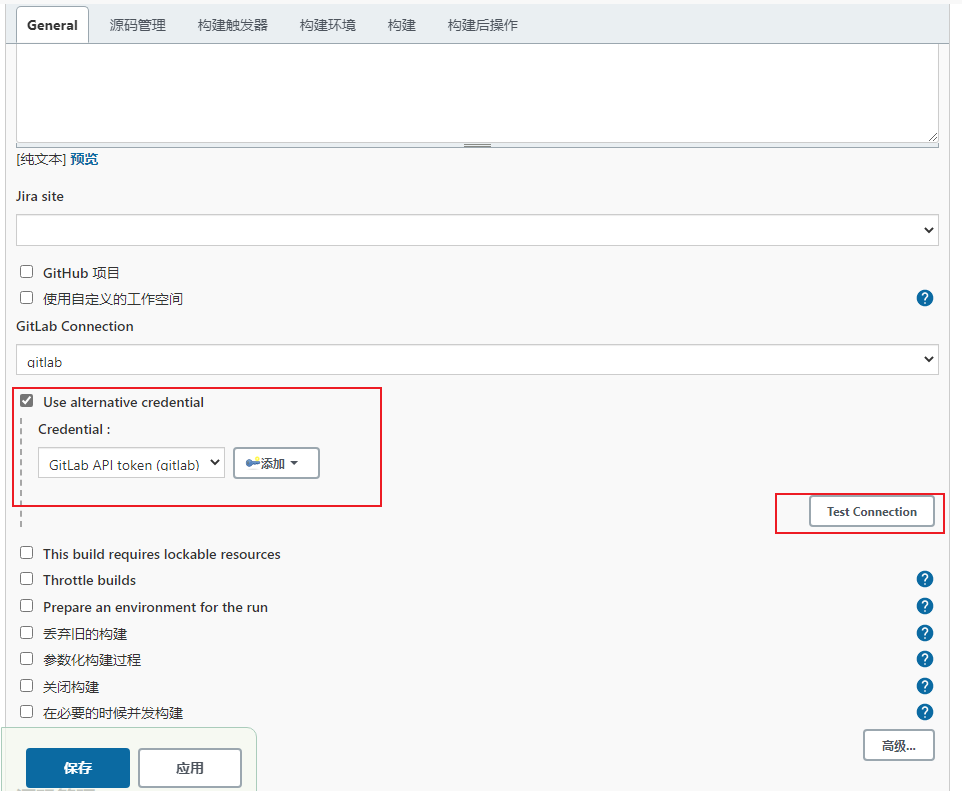 General 源码管理 构建触发器 构建环境 构建 构建后操作
[纯文本] 预览
Jira site
GitHub 项目
使用自定义的工作空间
?
GitLab Connection
gitlab
Use alternative credential
Credential :
GitLab API token (gitlab) 添加
Test Connection
This build requires lockable resources
Throttle builds ?
Prepare an environment for the run ?
丢弃旧的构建 ?
参数化构建过程 ?
关闭构建 ?
在必要的时候并发构建 ?
高级...
保存 应用